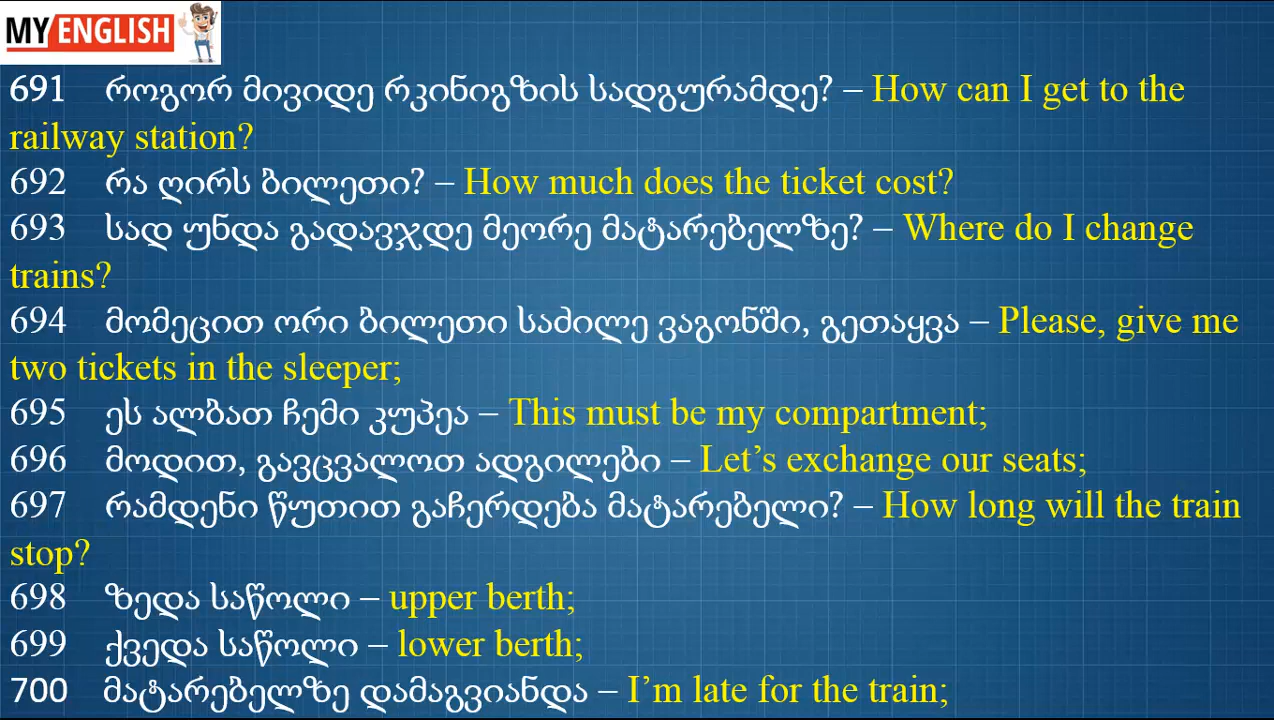 MY ENGLISH
691 როგორ მივიდე რკინიგზის სადგურამდე? – How can I get to the
railway station?
692 რა ღირს ბილეთი? – How much does the ticket cost?
693 სად უნდა გადავჯდე მეორე მატარებელზე? – Where do I change
trains?
694 მომეცით ორი ბილეთი საძილე ვაგონში, გეთაყვა – Please, give me
two tickets in the sleeper;
695 ეს ალბათ ჩემი კუპეა – This must be my compartment;
696 მოდით, გავცვალოთ ადგილები – Let’s exchange our seats;
697 რამდენი წუთით გაჩერდება მატარებელი? – How long will the train
stop?
698 ზედა საწოლი – upper berth;
699 ქვედა საწოლი – lower berth;
700 მატარებელზე დამაგვიანდა – I’m late for the train;